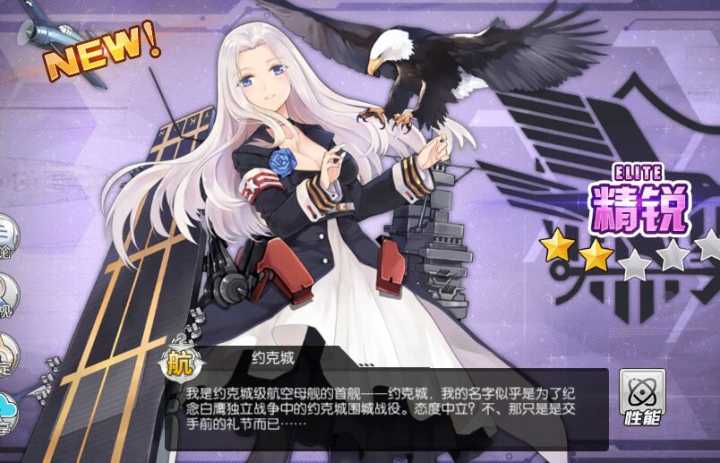 NEW!
ELITE
精锐
论
机
定
航
约克城
我是约克城级航空母舰的首舰——约克城，我的名字似乎是为了纪
念白鹰独立战争中的约克城围城战役。态度中立？不、那只是是交
手前的礼节而已……
性能